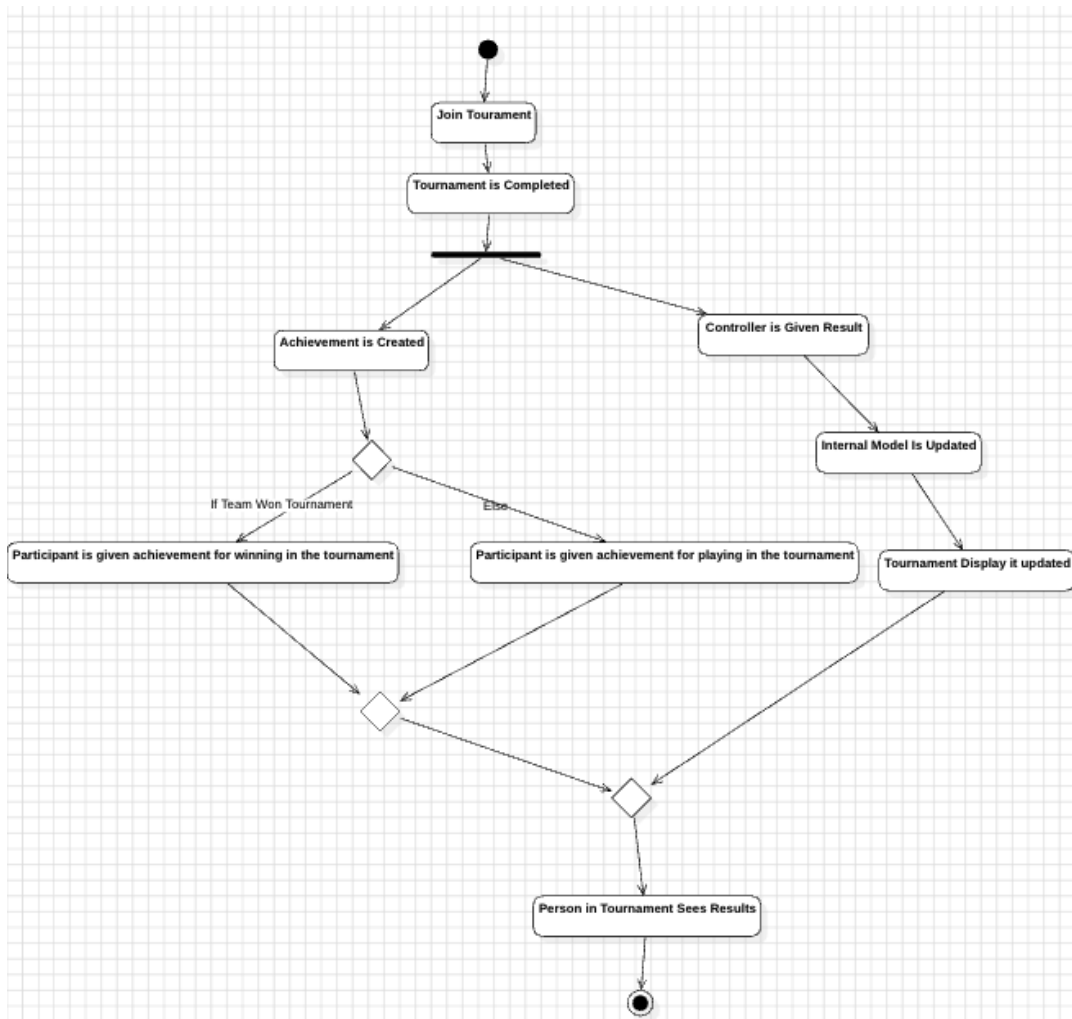 Join Tourament
Tournament is Completed
Achievement is Created
Controller is Given Result
Internal Model Is Updated
If Team Won Tournament
Else
Participant is given achievement for winning in the tournament
Participant is given achievement for playing in the tournament
Tournament Display it updated
Person in Tournament Sees Results